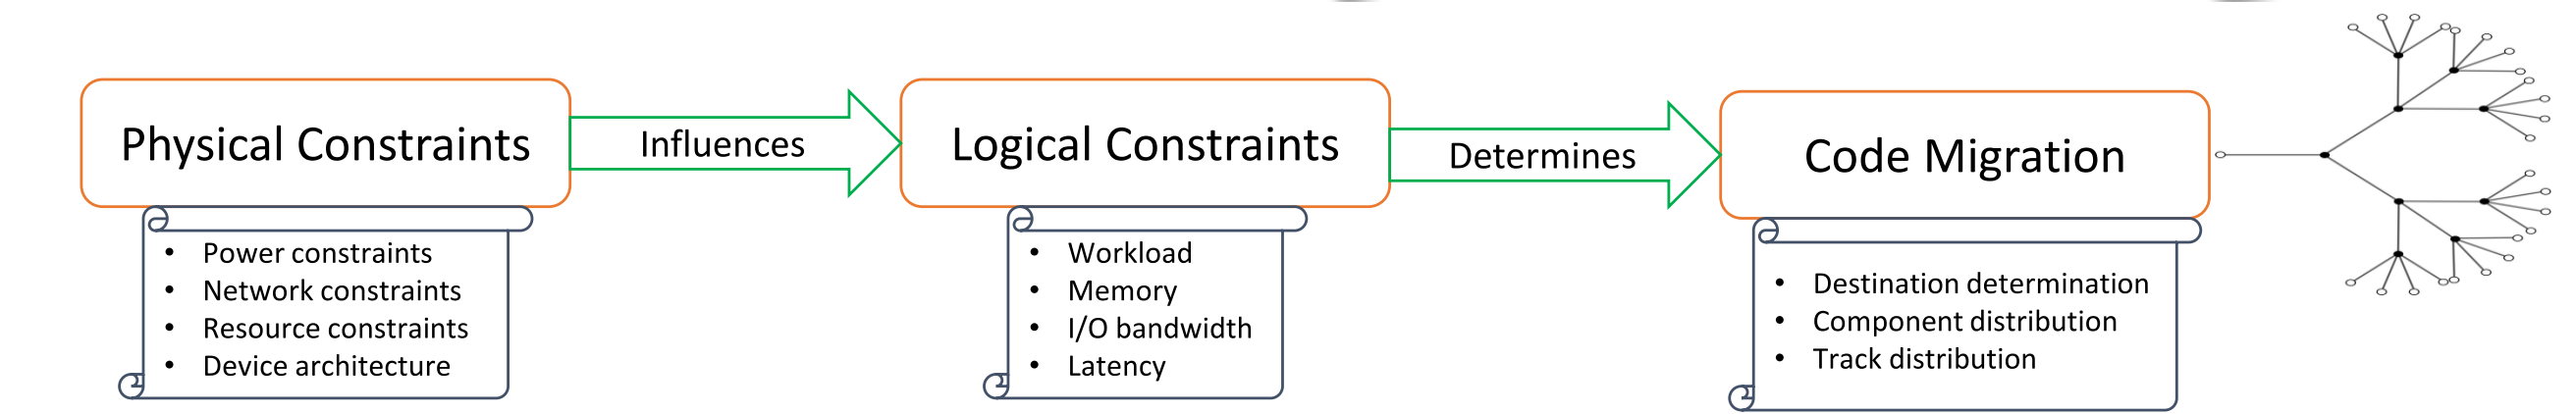 Physical Constraints
Influences
Logical Constraints
Determines
Code Migration
• Power constraints
• Network constraints
• Resource constraints
• Device architecture
• Workload
• Memory
• I/O bandwidth
• Latency
• Destination determination
• Component distribution
• Track distribution